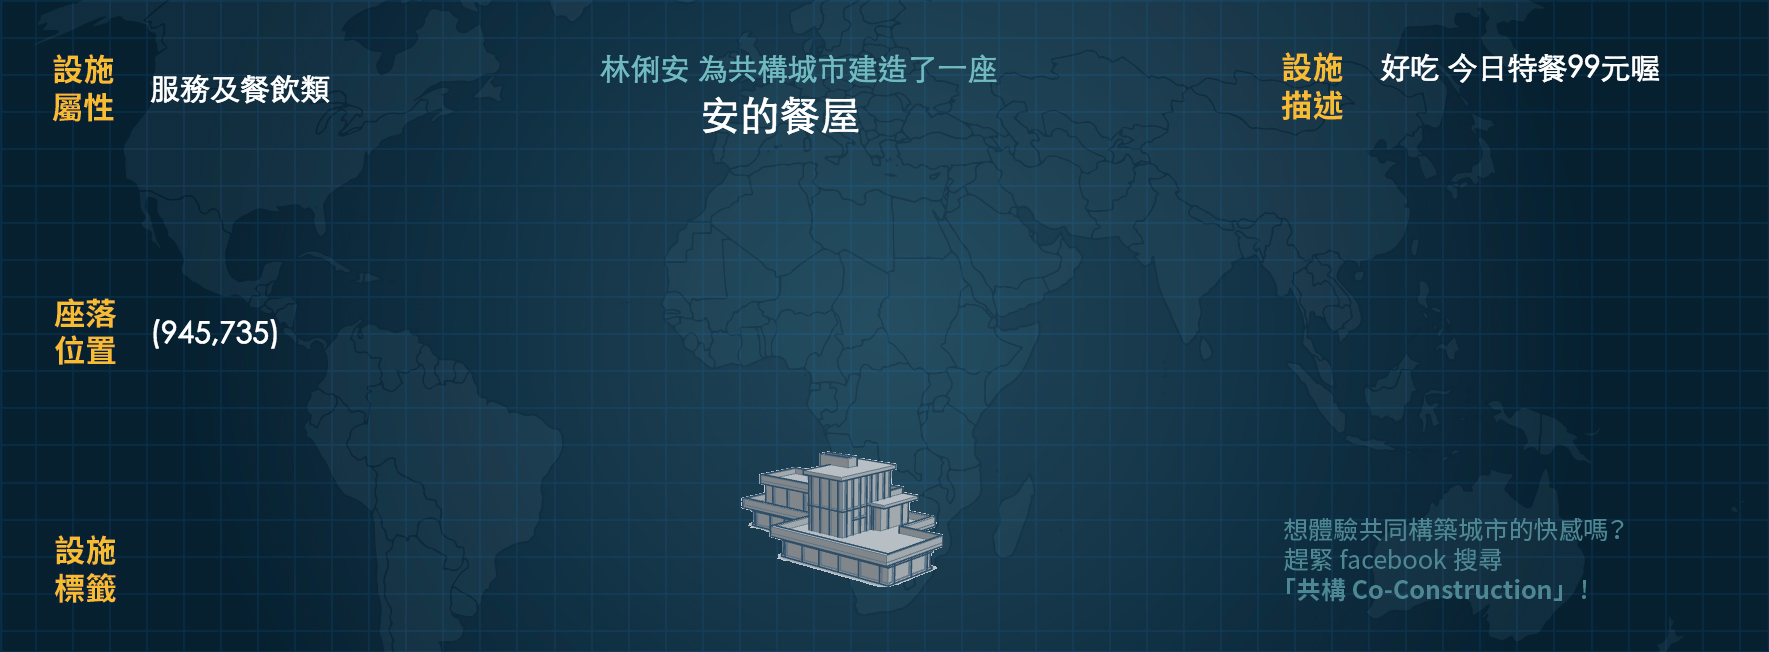 設施
屬性
服務及餐飲類
林俐安 為共構城市建造了一座
安的餐屋
設施
描述
好吃 今日特餐99元喔
座落
位置
(945,735)
設施
標籤
想體驗共同構築城市的快感嗎?
趕緊 facebook 搜尋
「共構 Co-Construction」!